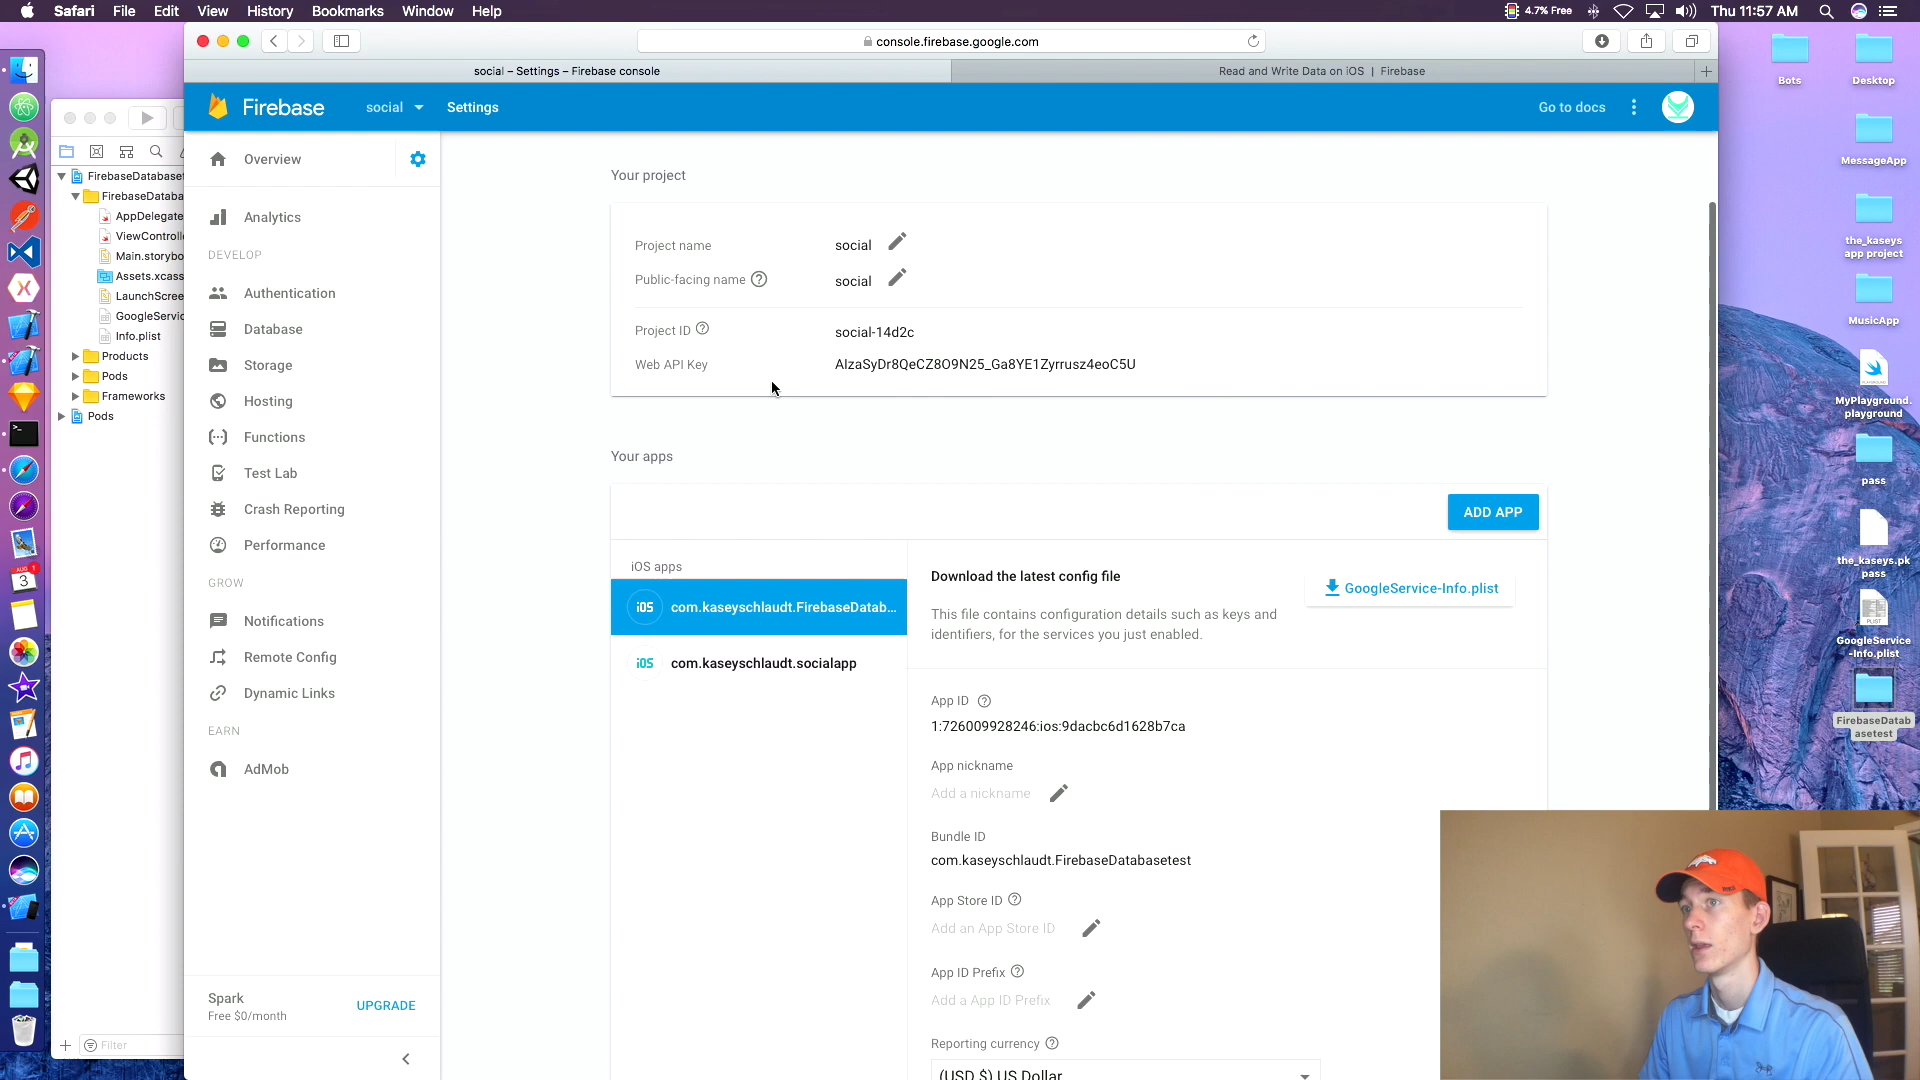 Safari File Edit View History Bookmarks Window Help
4.7% Free Thu 11:57 AM
console.firebase.google.com
social – Settings – Firebase console
Read and Write Data on iOS | Firebase
Firebase social Settings Go to docs
Overview
Analytics
DEVELOP
Authentication
Database
Storage
Hosting
Functions
Test Lab
Crash Reporting
Performance
GROW
Notifications
Remote Config
Dynamic Links
EARN
AdMob
Spark
Free $0/month
UPGRADE
Your project
Project name social
Public-facing name social
Project ID social-14d2c
Web API Key AIzaSyDr8QeCZ8O9N25_Ga8YE1Zyrrusz4eoC5U
Your apps
ADD APP
iOS apps
iOS com.kaseyschlaudt.FirebaseDatab...
iOS com.kaseyschlaudt.socialapp
Download the latest config file
GoogleService-Info.plist
This file contains configuration details such as keys and
identifiers, for the services you just enabled.
App ID
1:726009928246:ios:9dacbc6d1628b7ca
App nickname
Add a nickname
Bundle ID
com.kaseyschlaudt.FirebaseDatabasetest
App Store ID
Add an App Store ID
App ID Prefix
Add a App ID Prefix
Reporting currency
(USD $) US Dollar
FirebaseDatabaset
FirebaseDataba
AppDelegate
ViewControll
Main.storybo
Assets.xcass
LaunchScree
GoogleServic
Info.plist
Products
Pods
Frameworks
Pods
Filter
AUG
3
Bots
Desktop
MessageApp
the_kaseys
app project
MusicApp
PLAYGROUND
MyPlayground.
playground
pass
the_kaseys.pk
pass
PLIST
GoogleService
-Info.plist
FirebaseDatab
asetest